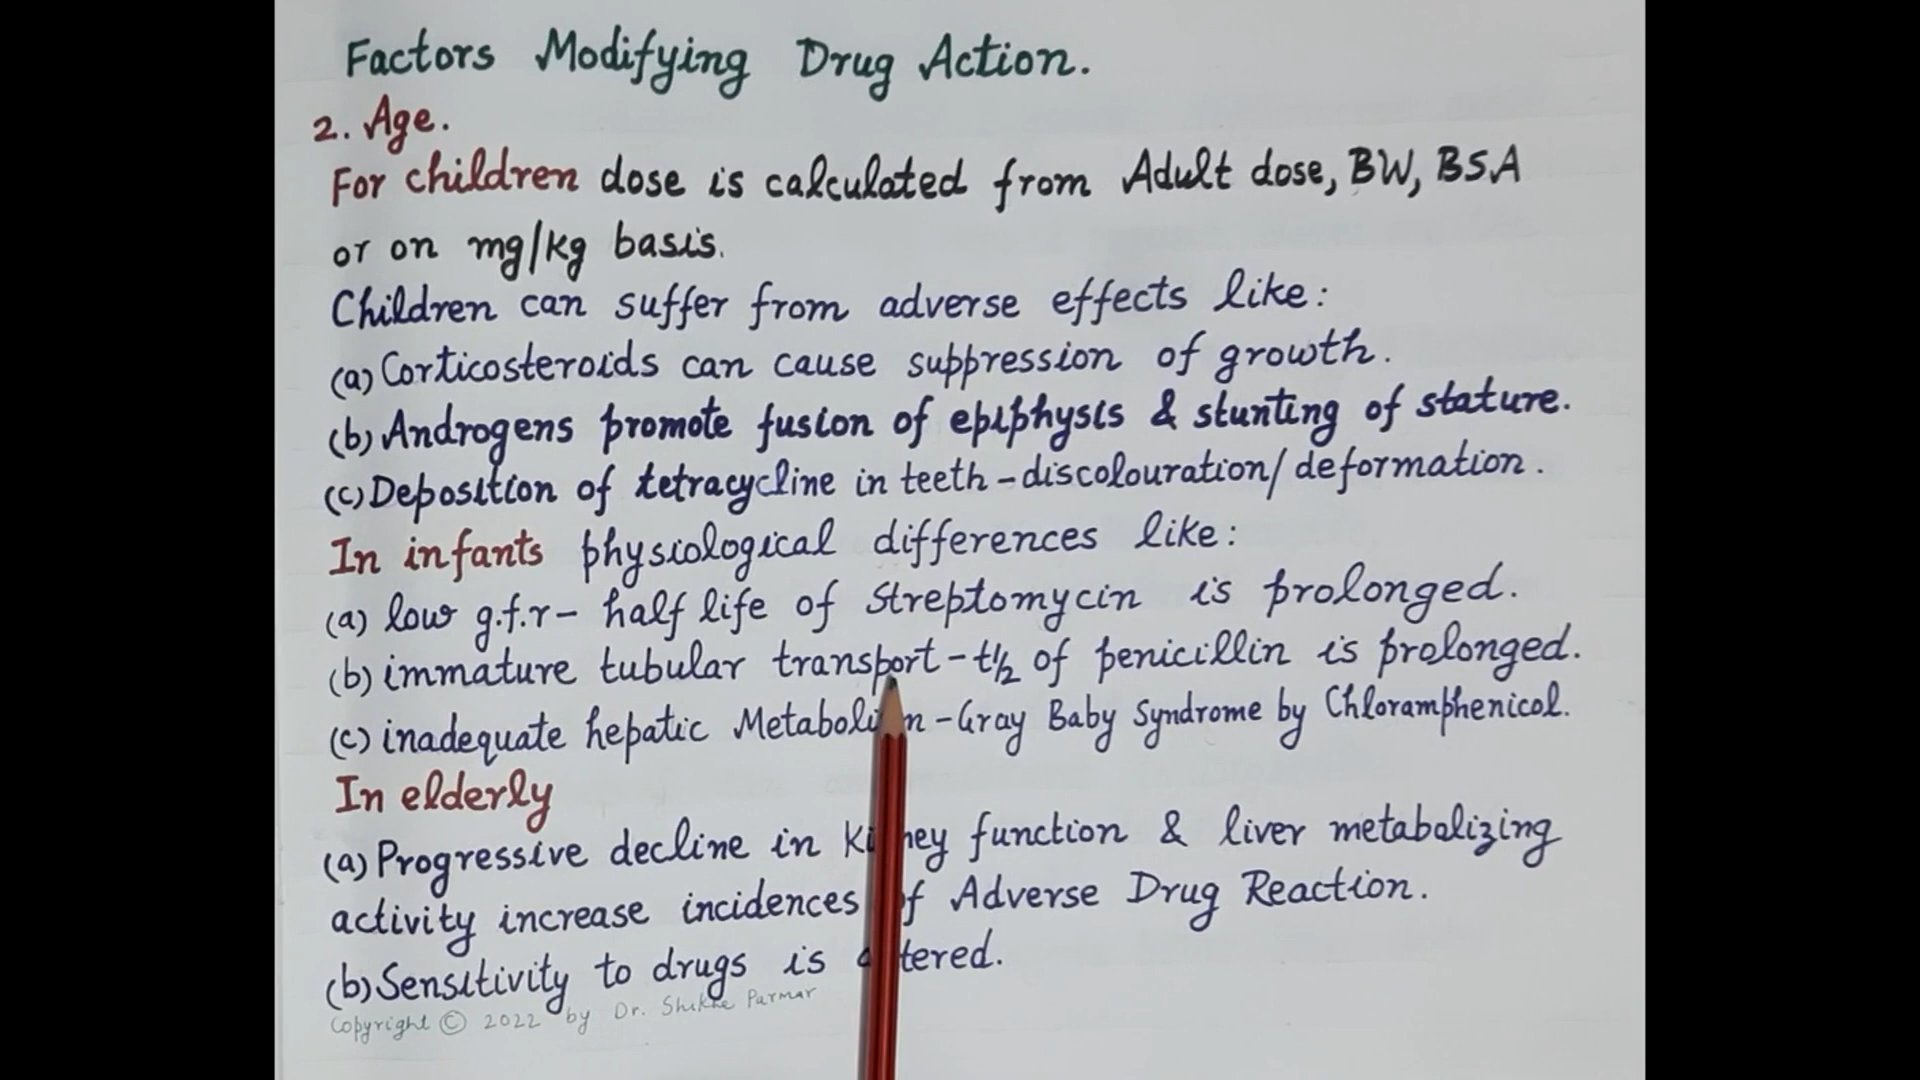 Factors Modifying Drug Action.
2. Age.
For children dose is calculated from Adult dose, BW, BSA
or on mg/kg basis.
Children can suffer from adverse effects like:
(a) Corticosteroids can cause suppression of growth.
(b) Androgens promote fusion of epiphysis & stunting of stature.
(c) Deposition of tetracycline in teeth - discolouration/deformation.
In infants physiological differences like:
(a) low g.f.r - half life of Streptomycin is prolonged.
(b) immature tubular transport - t1/2 of penicillin is prolonged.
(c) inadequate hepatic - Gray Baby Syndrome by Chloramphenicol.
In elderly
(a) Progressive decline in function & liver metabolizing
activity increase incidences Adverse Drug Reaction.
(b) Sensitivity to drugs is
Copyright © 2022 by Dr. Shikha Parmar